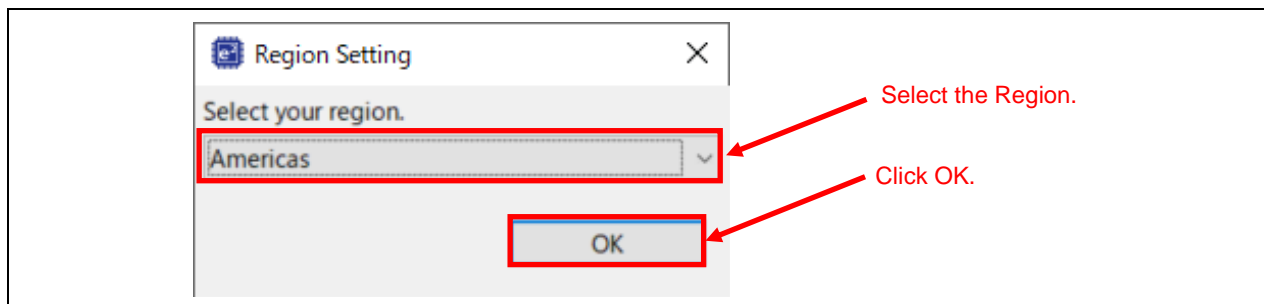 Region Setting
Select your region.
Select the Region.
Americas
Click OK.
OK